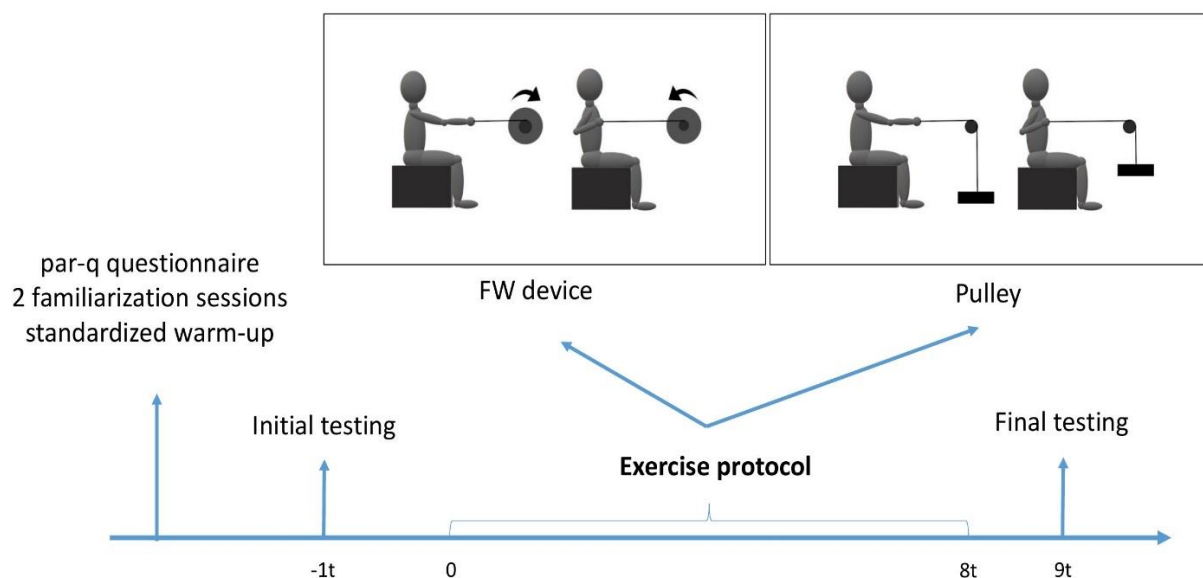 par-q questionnaire
2 familiarization sessions
standardized warm-up
FW device
Pulley
Initial testing
Final testing
Exercise protocol
-1t
0
8t
9t